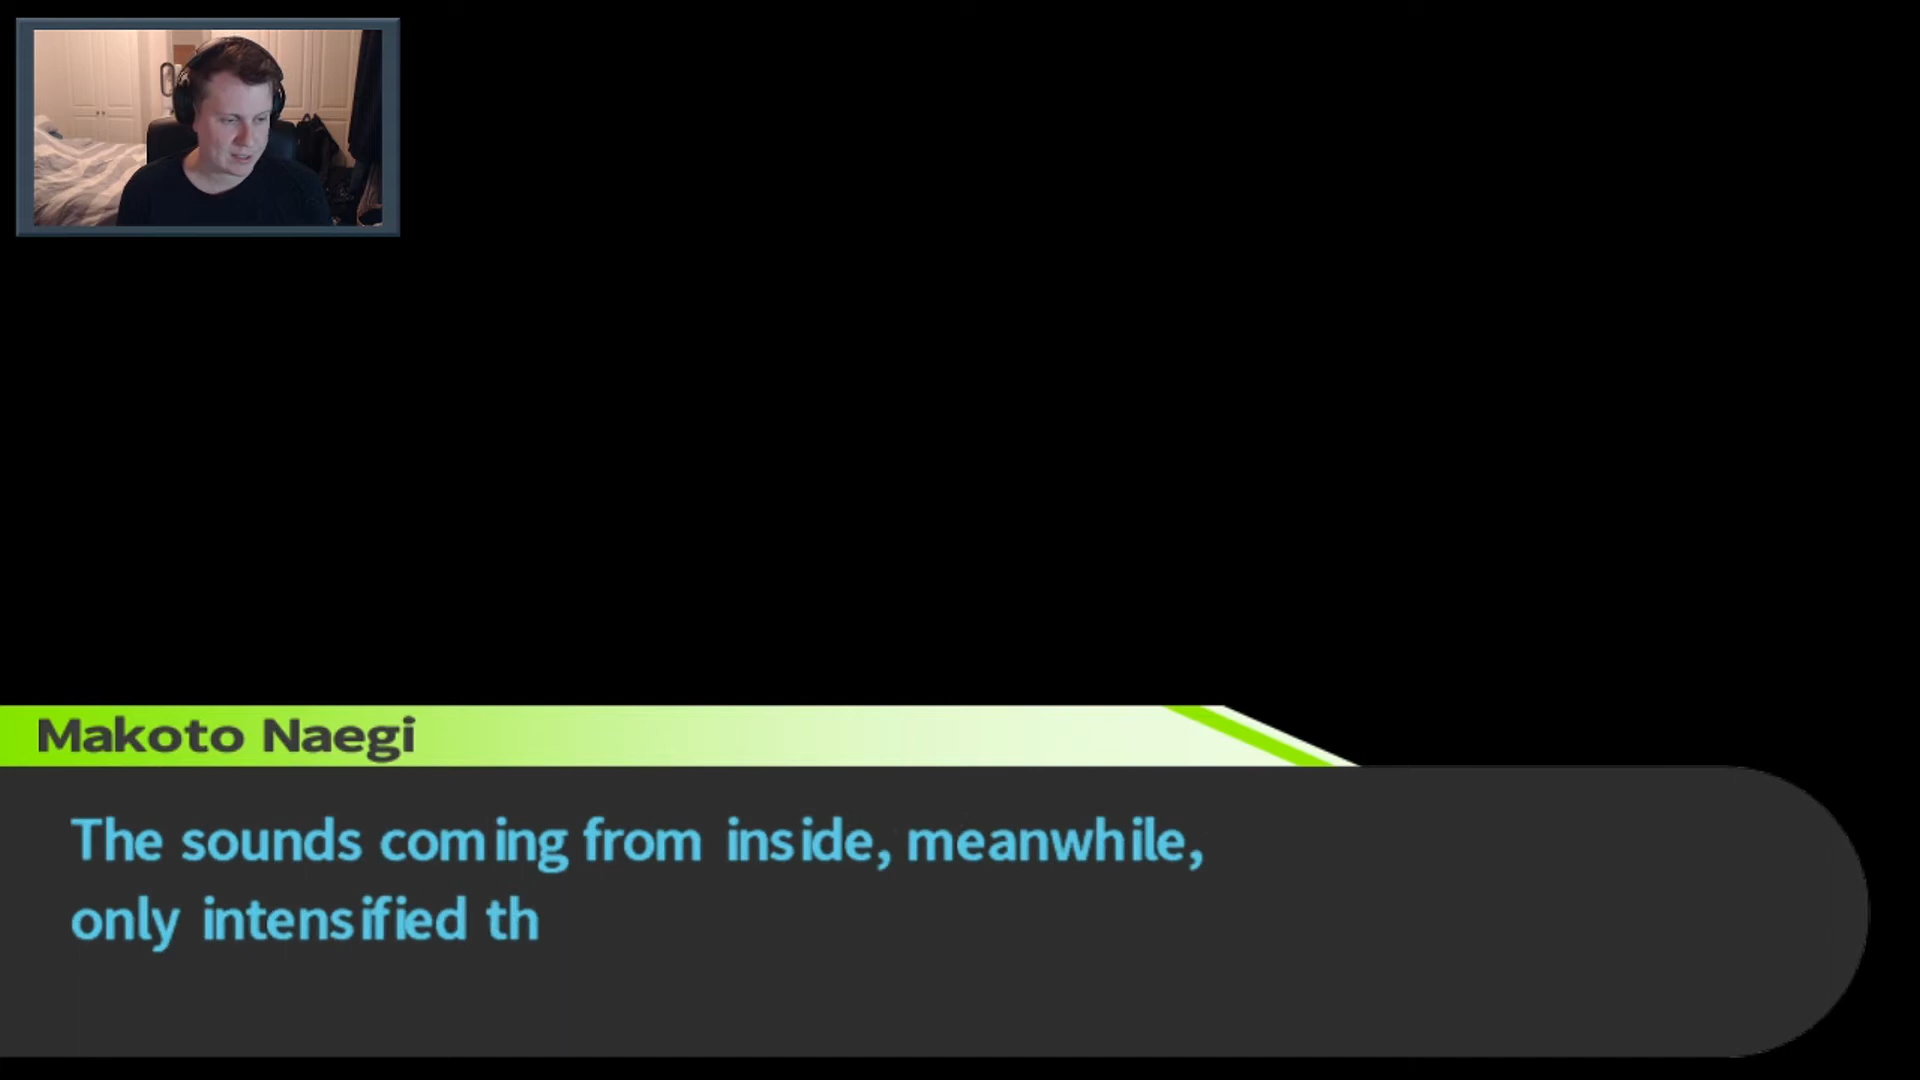 Makoto Naegi
The sounds coming from inside, meanwhile,
only intensified th